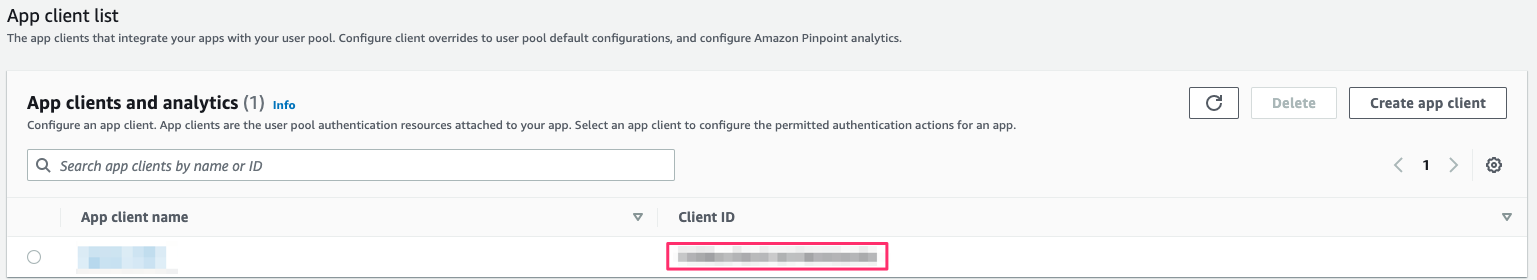 App client list
The app clients that integrate your apps with your user pool. Configure client overrides to user pool default configurations, and configure Amazon Pinpoint analytics.
App clients and analytics (1) Info
Delete
Create app client
Configure an app client. App clients are the user pool authentication resources attached to your app. Select an app client to configure the permitted authentication actions for an app.
Search app clients by name or ID
1
App client name
Client ID